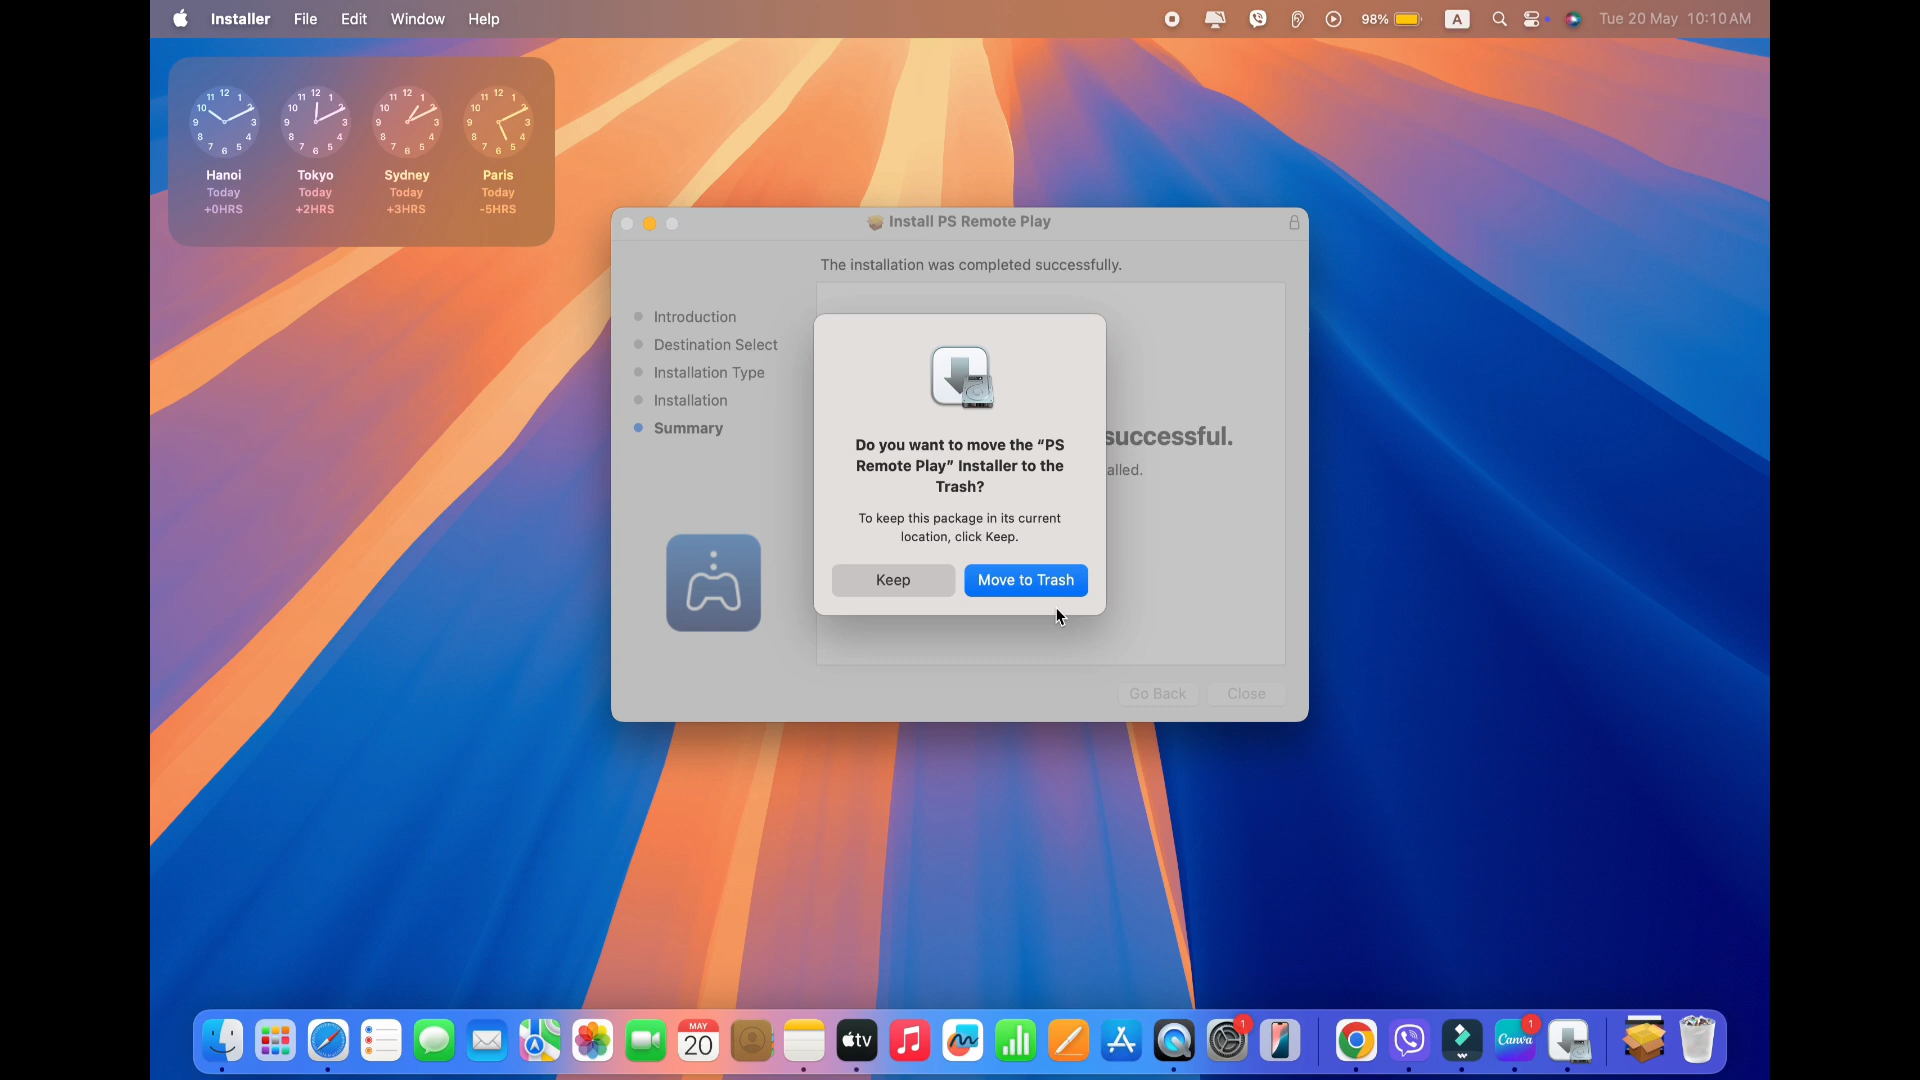 Installer File Edit Window Help
98% A Tue 20 May 10:10 AM
Hanoi Tokyo Sydney Paris
Today Today Today Today
+0HRS +2HRS +3HRS -5HRS
Install PS Remote Play
The installation was completed successfully.
Introduction
Destination Select
Installation Type
Installation
Summary
successful.
alled.
Do you want to move the “PS
Remote Play” Installer to the
Trash?
To keep this package in its current
location, click Keep.
Keep Move to Trash
Go Back Close
MAY
20
tv
1
Canva
1